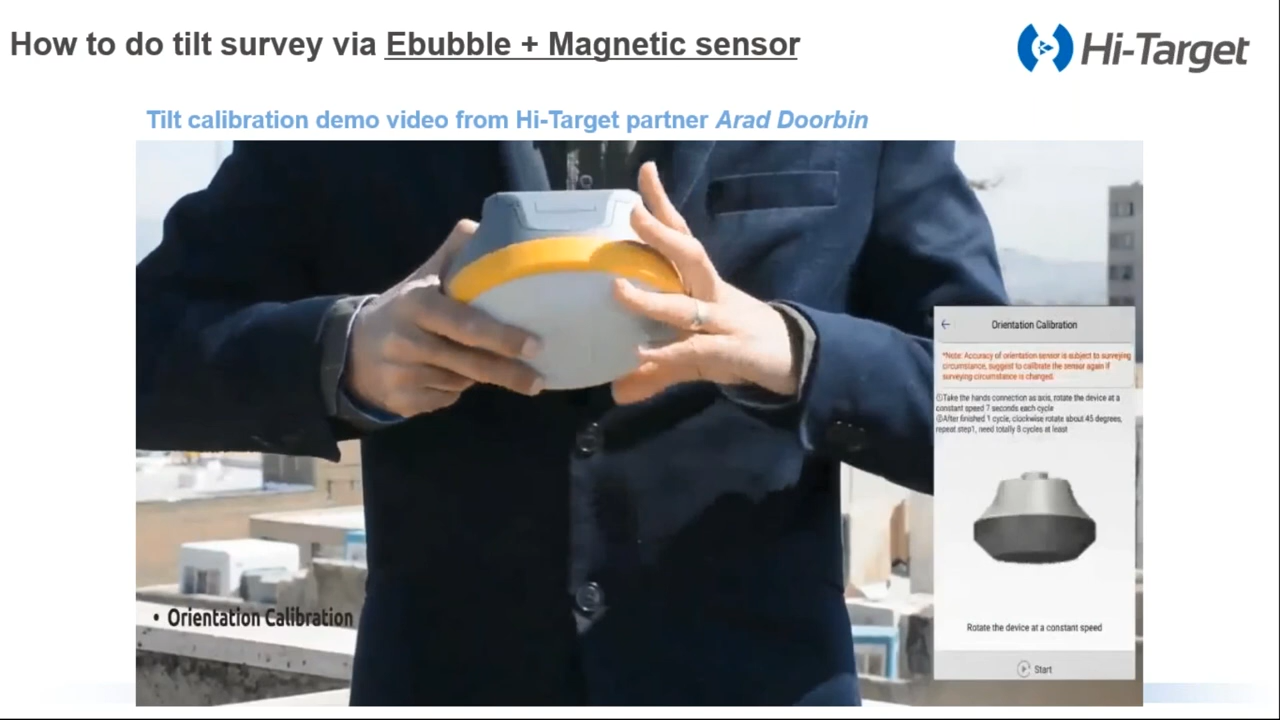 How to do tilt survey via Ebubble + Magnetic sensor
Hi-Target
Tilt calibration demo video from Hi-Target partner Arad Doorbin
Orientation Calibration
*Note: Accuracy of orientation sensor is subject to surveying
circumstance, suggest to calibrate the sensor again if
surveying circumstance is changed.
①Take the hands connection as axis, rotate the device at a
constant speed 7 seconds each cycle
②After finished 1 cycle, clockwise rotate about 45 degrees,
repeat step1, need totally 8 cycles at least
• Orientation Calibration
Rotate the device at a constant speed
Start